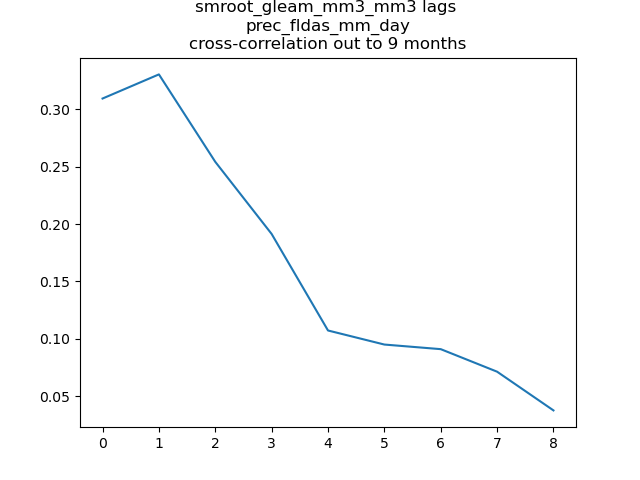 smroot_gleam_mm3_mm3 lags
prec_fldas_mm_day
cross-correlation out to 9 months
0.30
0.25
0.20
0.15
0.10
0.05
0 1 2 3 4 5 6 7 8